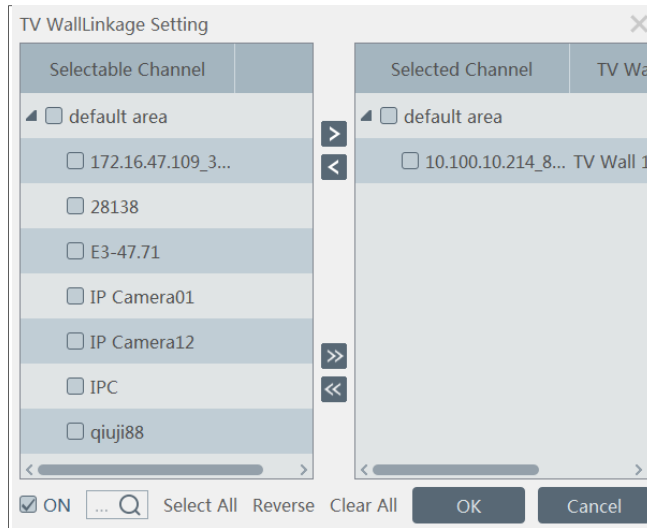 TV WallLinkage Setting
Selectable Channel
default area
172.16.47.109_3...
28138
E3-47.71
IP Camera01
IP Camera12
IPC
qiuji88
Selected Channel TV Wa
default area
10.100.10.214_8... TV Wall 1
ON ... Select All Reverse Clear All OK Cancel